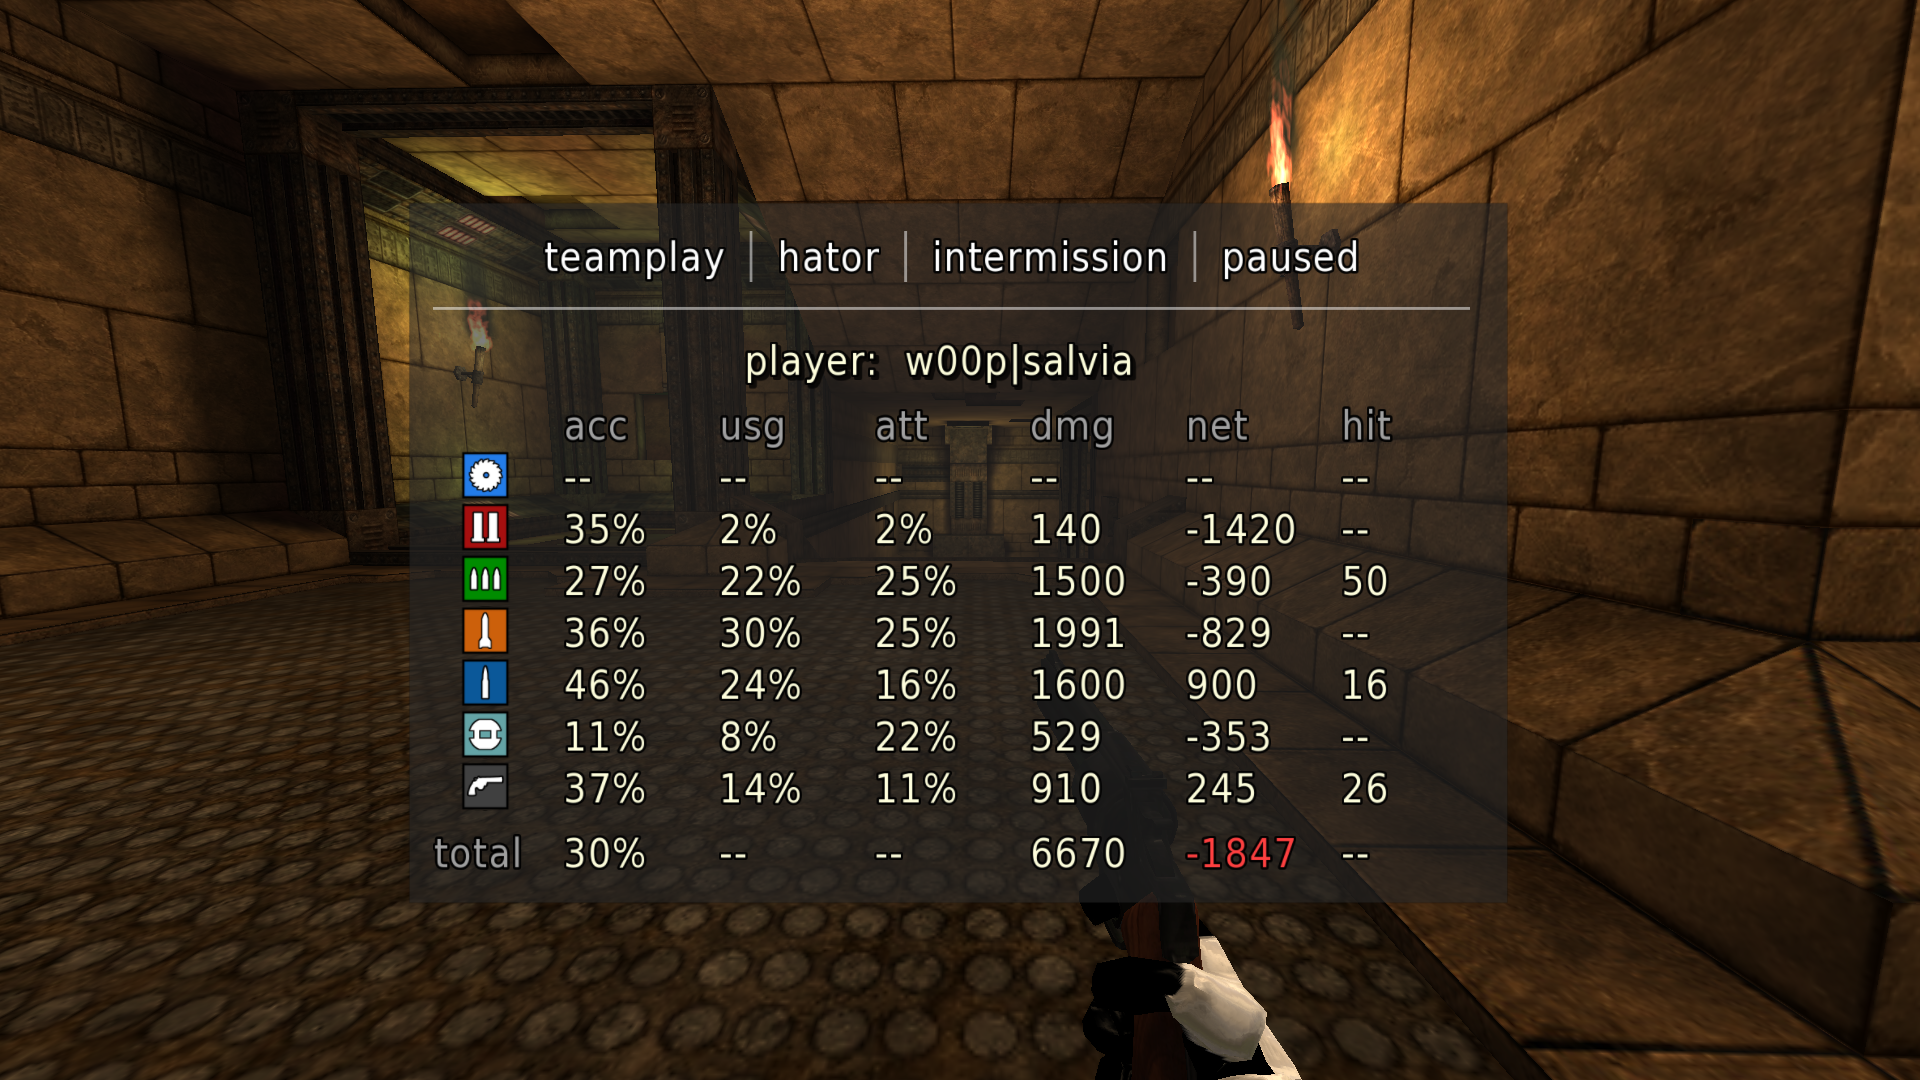 teamplay | hator | intermission | paused
player: w00p|salvia
acc usg att dmg net hit
-- -- -- -- -- --
35% 2% 2% 140 -1420 --
27% 22% 25% 1500 -390 50
36% 30% 25% 1991 -829 --
46% 24% 16% 1600 900 16
11% 8% 22% 529 -353 --
37% 14% 11% 910 245 26
total 30% -- -- 6670 -1847 --